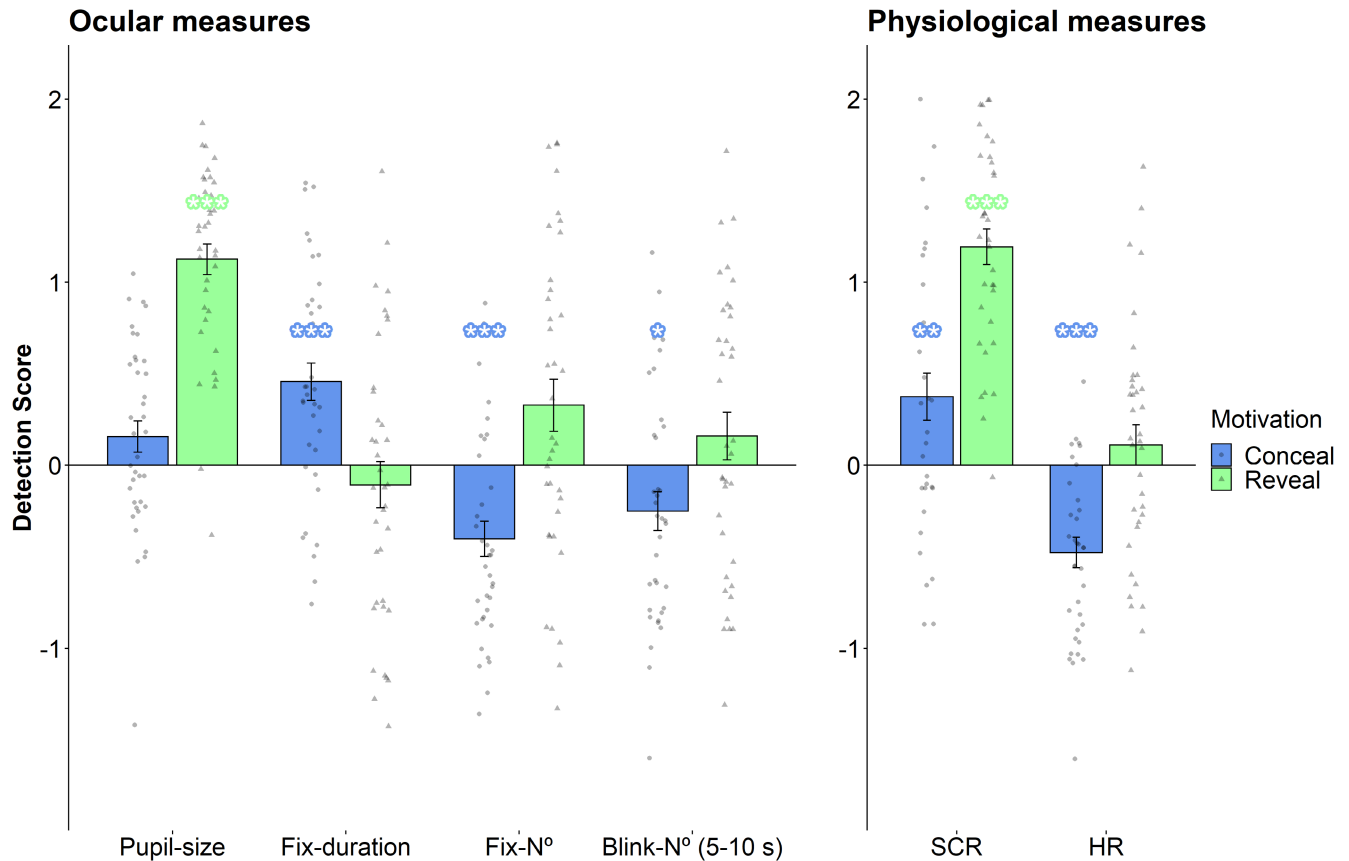 Ocular measures
Physiological measures
Detection Score
2
1
0
-1
***
***
***
*
Pupil-size
Fix-duration
Fix-Nº
Blink-Nº (5-10 s)
2
1
0
-1
**
***
***
SCR
HR
Motivation
Conceal
Reveal